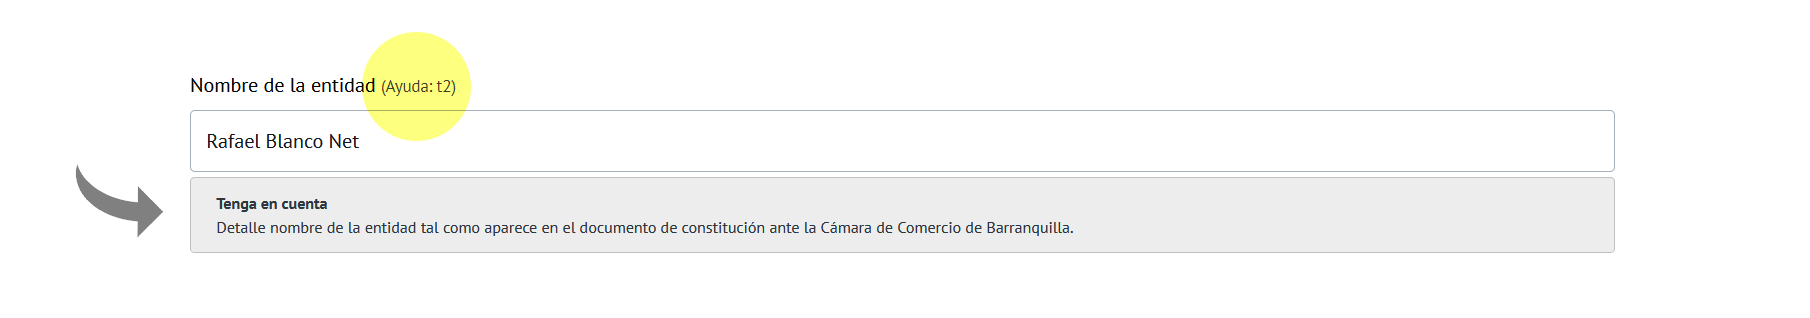 Nombre de la entidad (Ayuda: t2)
Rafael Blanco Net
Tenga en cuenta
Detalle nombre de la entidad tal como aparece en el documento de constitución ante la Cámara de Comercio de Barranquilla.